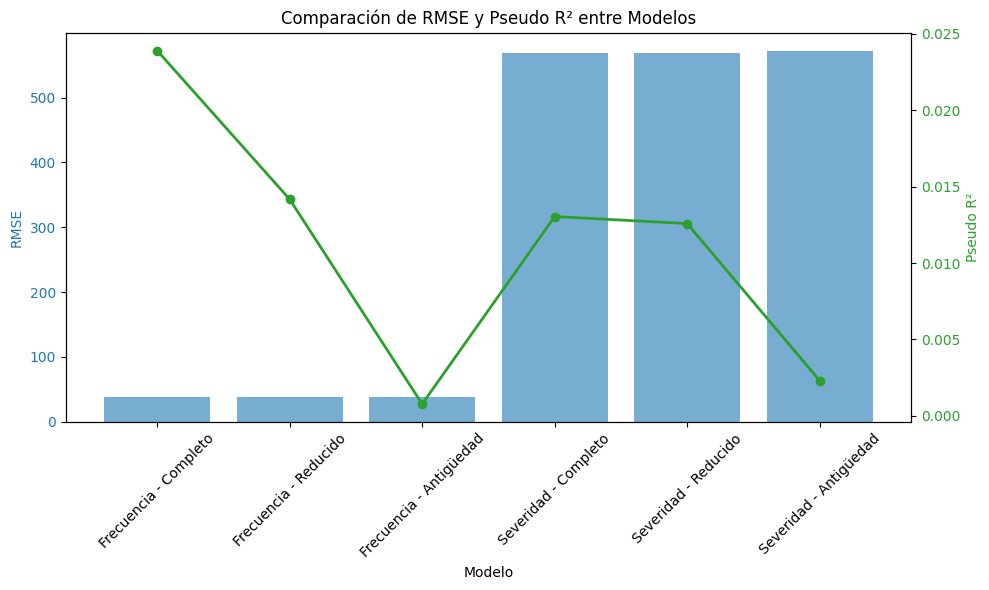 Comparación de RMSE y Pseudo R² entre Modelos
RMSE
500
400
300
200
100
0
0.025
0.020
0.015
0.010
0.005
0.000
Pseudo R²
Frecuencia - Completo
Frecuencia - Reducido
Frecuencia - Antigüedad
Severidad - Completo
Severidad - Reducido
Severidad - Antigüedad
Modelo